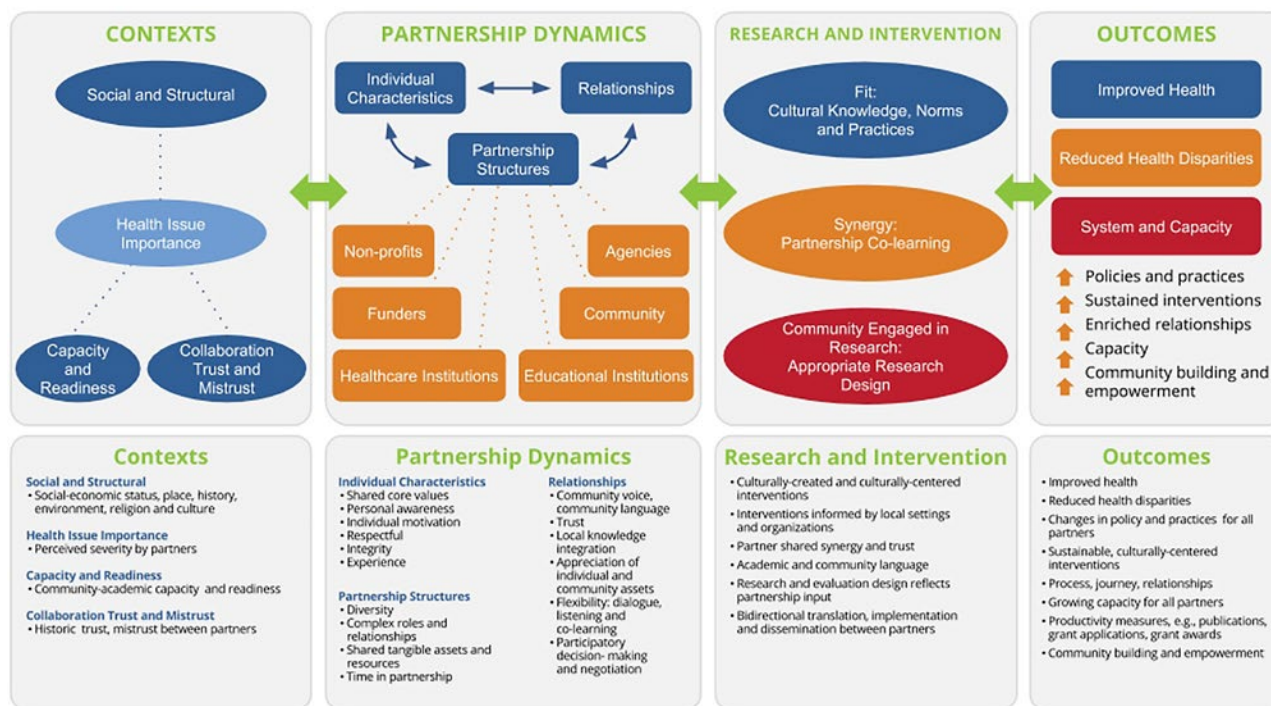 CONTEXTS
Social and Structural
Health Issue
Importance
Capacity
and
Readiness
Collaboration
Trust and
Mistrust
PARTNERSHIP DYNAMICS
Individual
Characteristics
Relationships
Partnership
Structures
Non-profits
Agencies
Funders
Community
Healthcare Institutions
Educational Institutions
RESEARCH AND INTERVENTION
Fit:
Cultural Knowledge, Norms
and Practices
Synergy:
Partnership Co-learning
Community Engaged in
Research:
Appropriate Research
Design
OUTCOMES
Improved Health
Reduced Health Disparities
System and Capacity
Policies and practices
Sustained interventions
Enriched relationships
Capacity
Community building and
empowerment
Contexts
Social and Structural
• Social-economic status, place, history,
environment, religion and culture
Health Issue Importance
• Perceived severity by partners
Capacity and Readiness
• Community-academic capacity and readiness
Collaboration Trust and Mistrust
• Historic trust, mistrust between partners
Partnership Dynamics
Individual Characteristics
• Shared core values
• Personal awareness
• Individual motivation
• Respectful
• Integrity
• Experience
Partnership Structures
• Diversity
• Complex roles and
relationships
• Shared tangible assets and
resources
• Time in partnership
Relationships
• Community voice,
community language
• Trust
• Local knowledge
integration
• Appreciation of
individual and
community assets
• Flexibility: dialogue,
listening and
co-learning
• Participatory
decision- making
and negotiation
Research and Intervention
• Culturally-created and culturally-centered
interventions
• Interventions informed by local settings
and organizations
• Partner shared synergy and trust
• Academic and community language
• Research and evaluation design reflects
partnership input
• Bidirectional translation, implementation
and dissemination between partners
Outcomes
• Improved health
• Reduced health disparities
• Changes in policy and practices for all
partners
• Sustainable, culturally-centered
interventions
• Process, journey, relationships
• Growing capacity for all partners
• Productivity measures, e.g., publications,
grant applications, grant awards
• Community building and empowerment